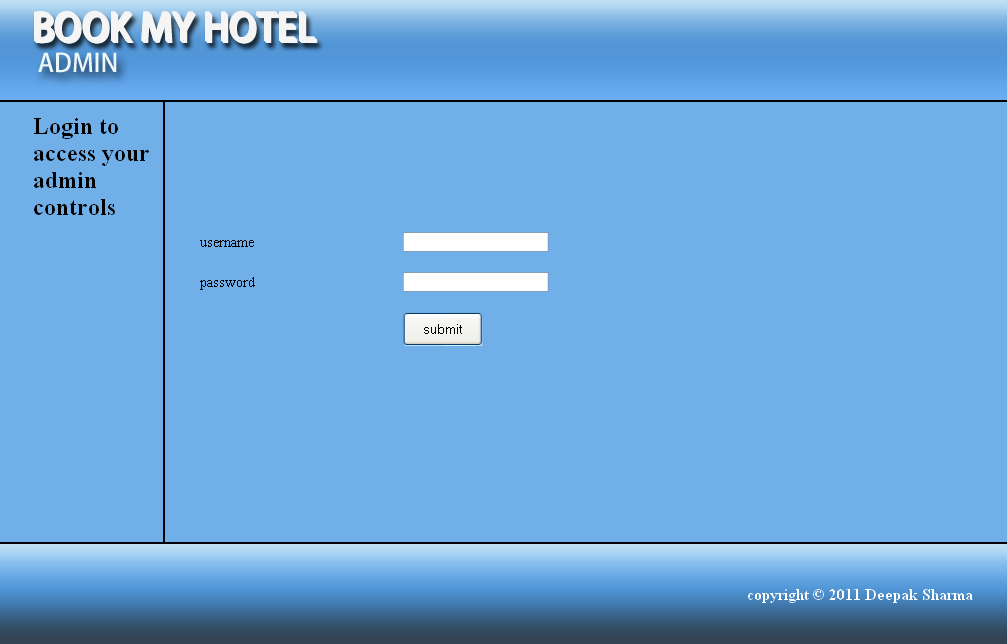 BOOK MY HOTEL
ADMIN
Login to
access your
admin
controls
username
password
submit
copyright © 2011 Deepak Sharma